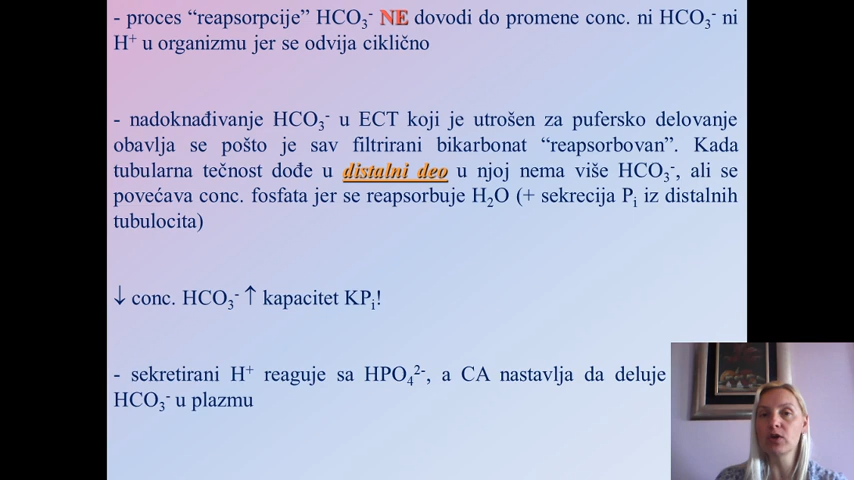 - proces “reapsorpcije” HCO₃⁻ NE dovodi do promene conc. ni HCO₃⁻ ni
H⁺ u organizmu jer se odvija ciklično
- nadoknađivanje HCO₃⁻ u ECT koji je utrošen za pufersko delovanje
obavlja se pošto je sav filtrirani bikarbonat “reapsorbovan”. Kada
tubularna tečnost dođe u distalni deo u njoj nema više HCO₃⁻, ali se
povećava conc. fosfata jer se reapsorbuje H₂O (+ sekrecija Pᵢ iz distalnih
tubulocita)
↓ conc. HCO₃⁻ ↑ kapacitet KPᵢ!
- sekretirani H⁺ reaguje sa HPO₄²⁻, a CA nastavlja da deluje
HCO₃⁻ u plazmu